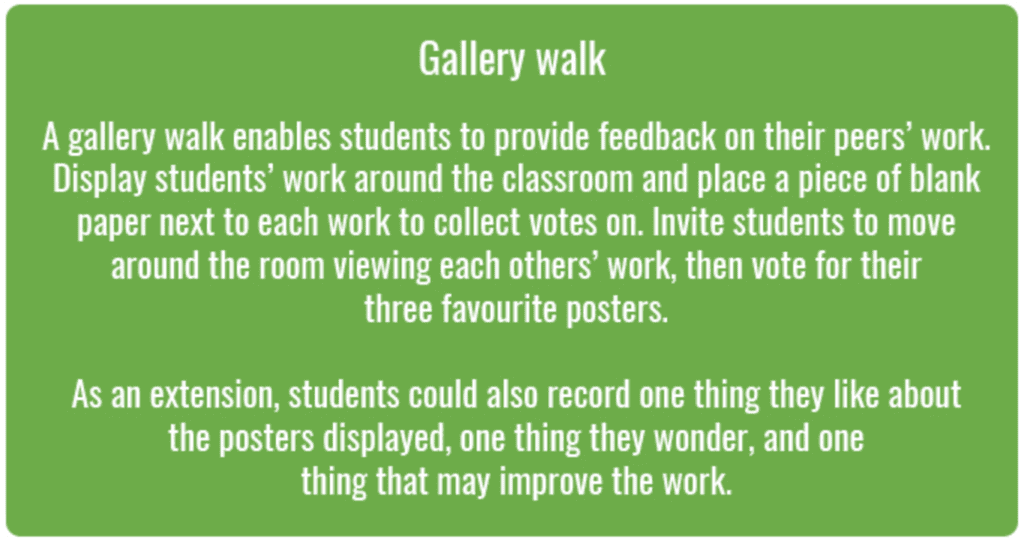 Gallery walk
A gallery walk enables students to provide feedback on their peers’ work.
Display students’ work around the classroom and place a piece of blank
paper next to each work to collect votes on. Invite students to move
around the room viewing each others’ work, then vote for their
three favourite posters.
As an extension, students could also record one thing they like about
the posters displayed, one thing they wonder, and one
thing that may improve the work.